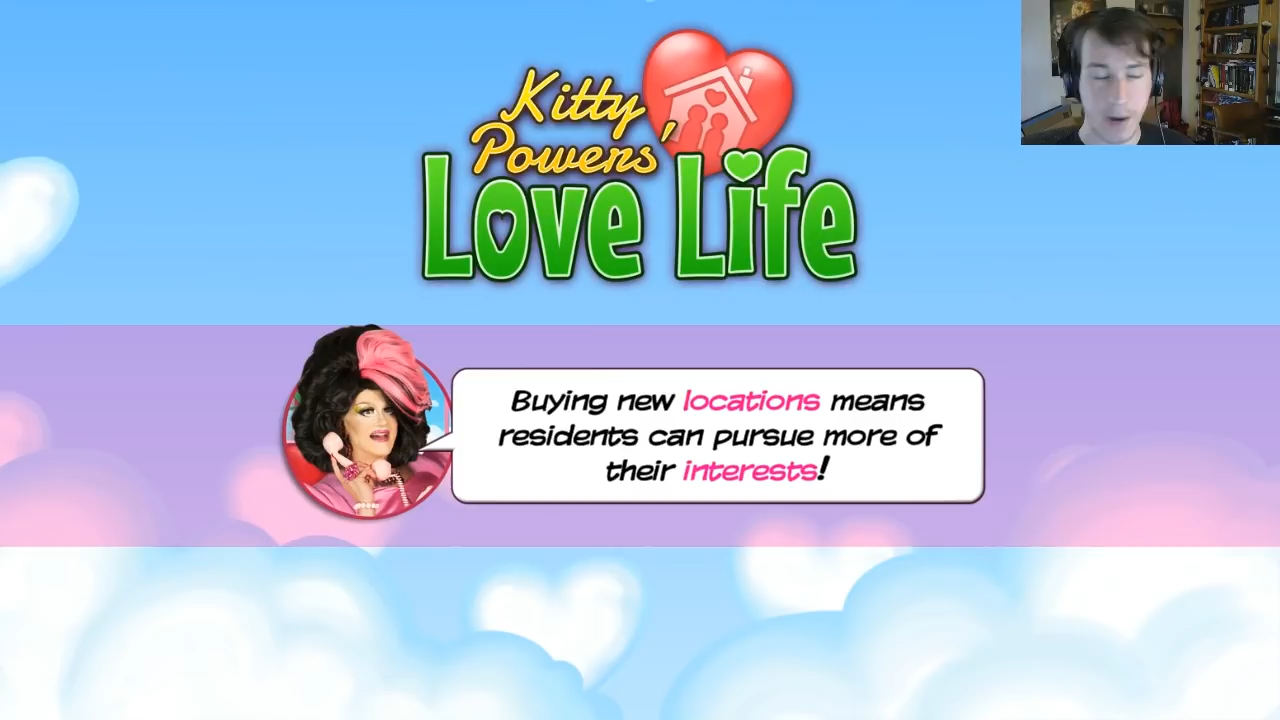 Kitty
Powers'
Love Life
Buying new locations means
residents can pursue more of
their interests!